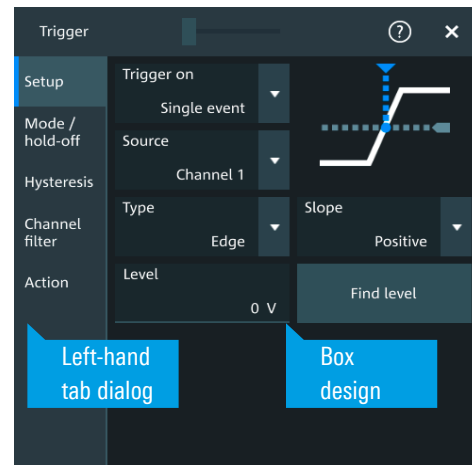 Trigger
?
Setup
Trigger on
Single event
Mode /
hold-off
Source
Channel 1
Hysteresis
Type
Edge
Slope
Positive
Channel
filter
Action
Level
0 V
Find level
Left-hand
tab dialog
Box
design